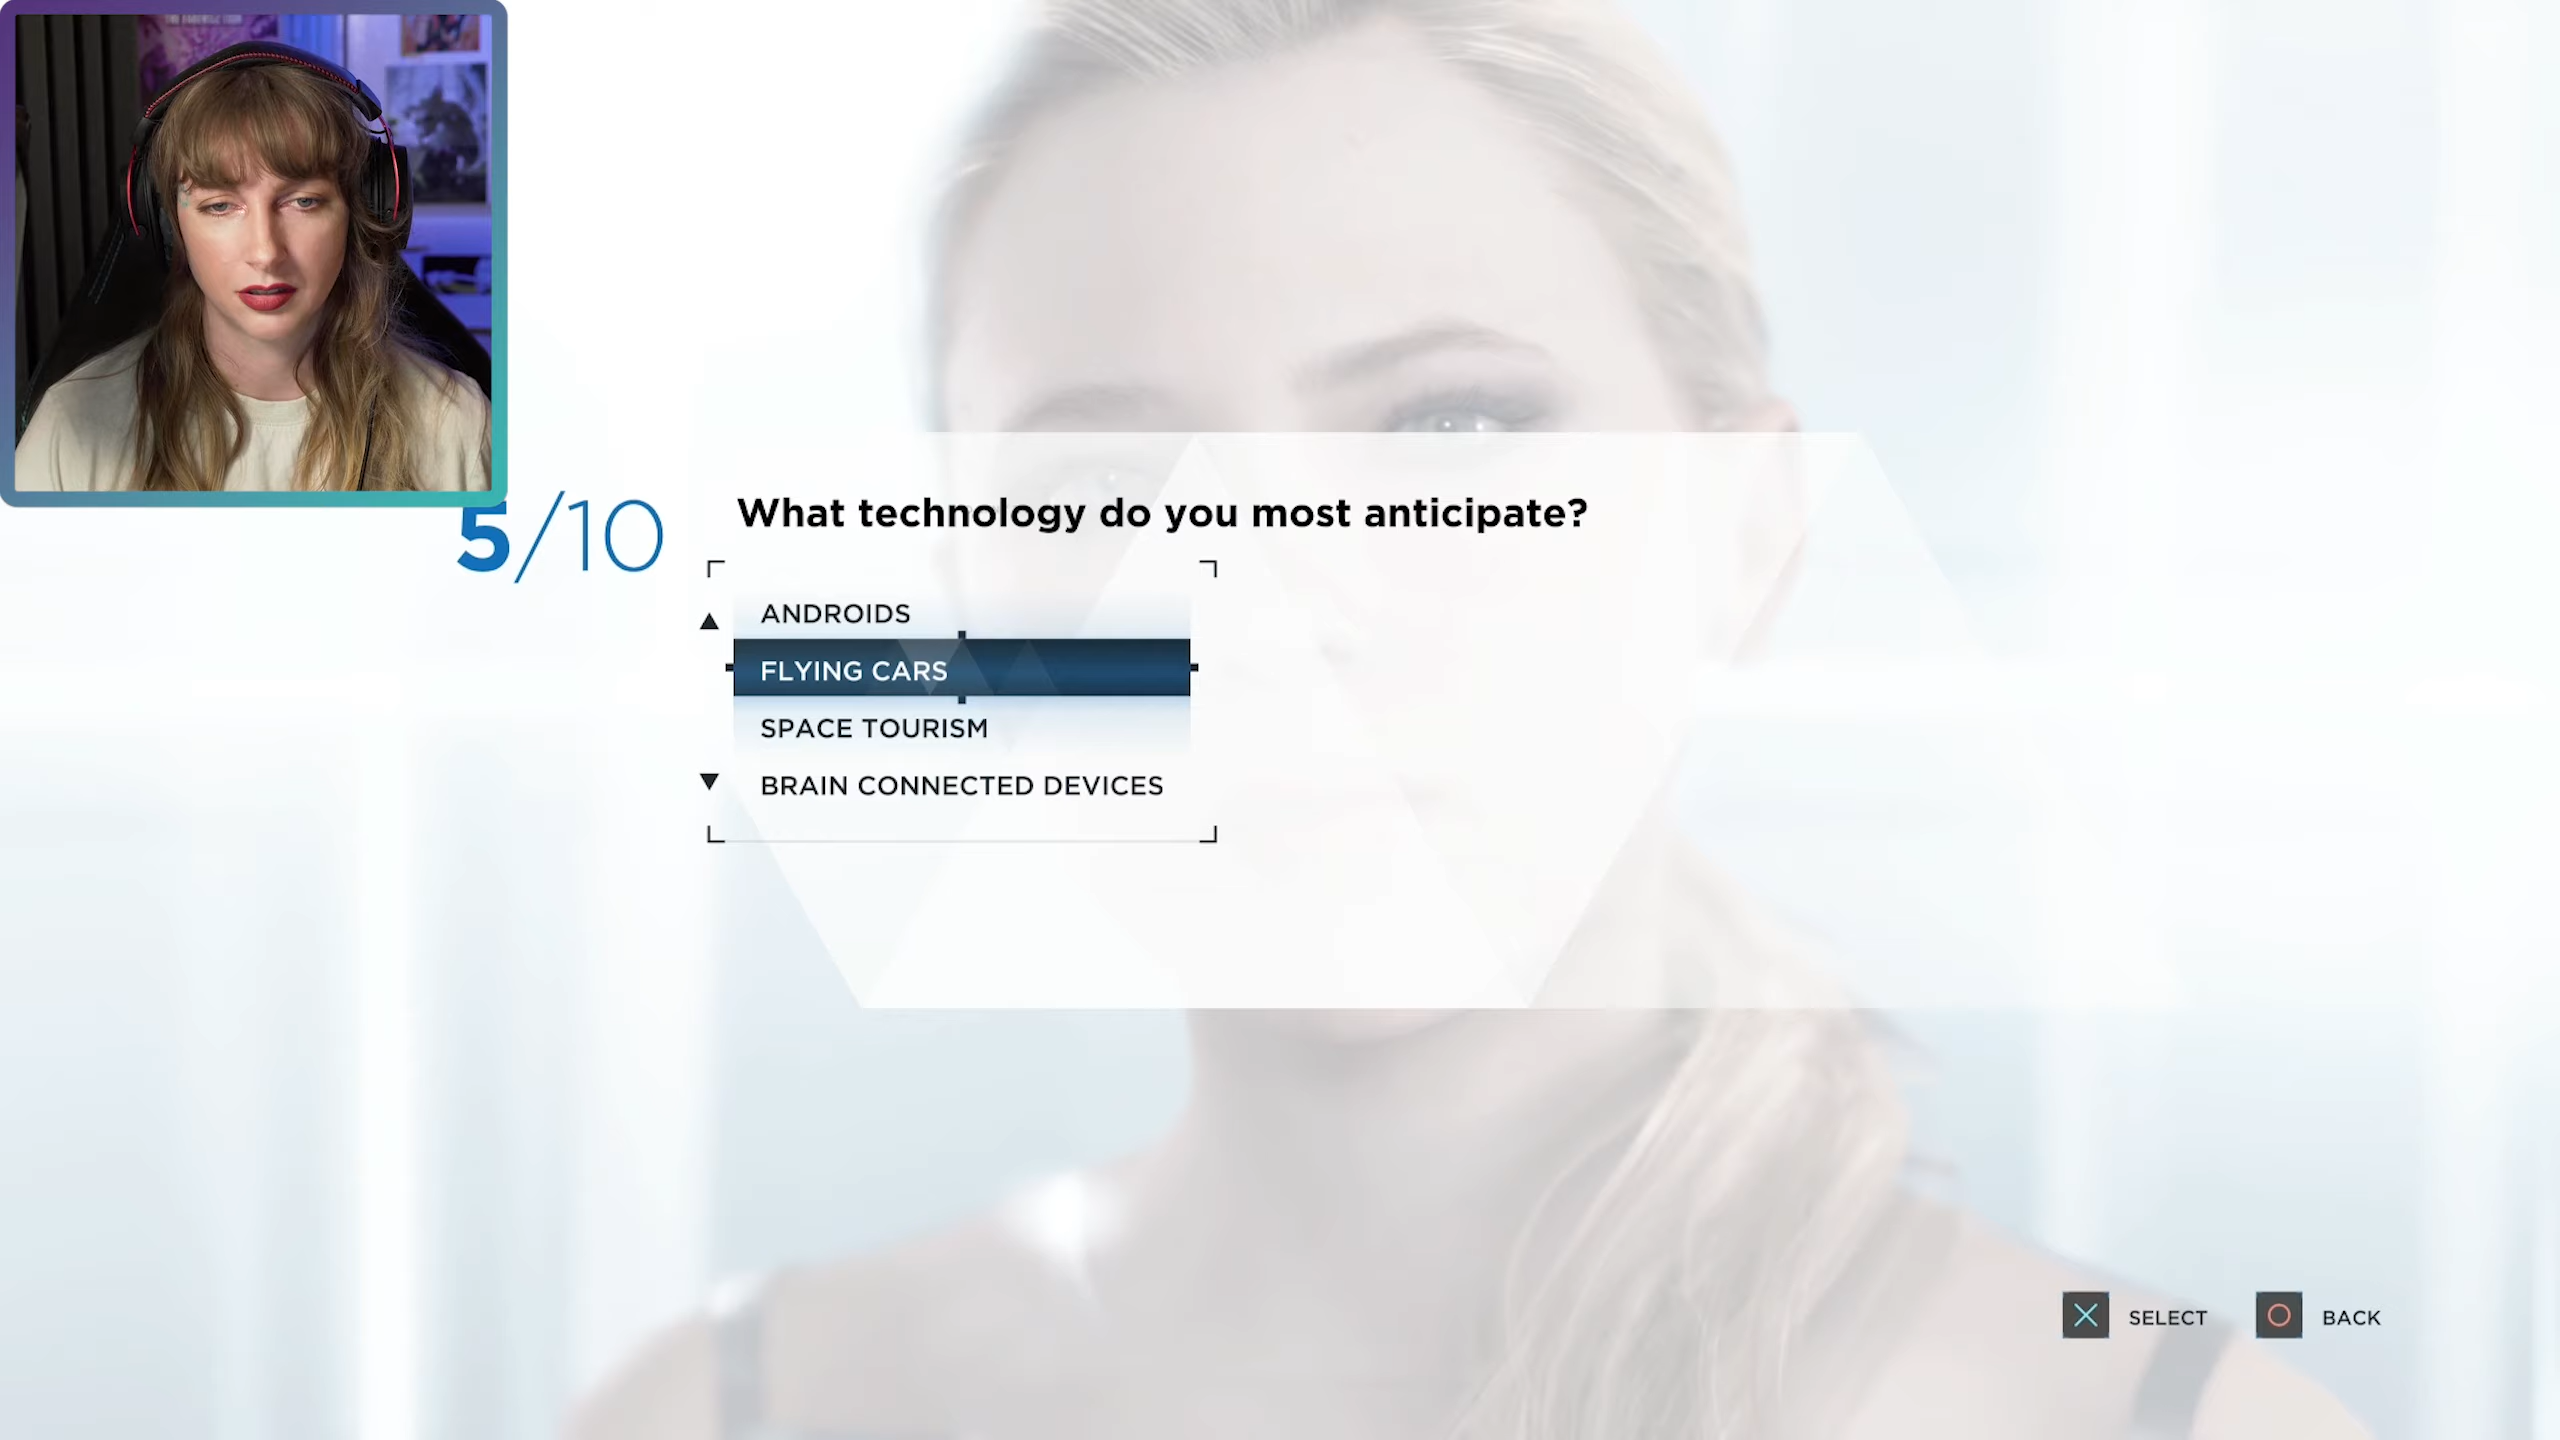 5/10
What technology do you most anticipate?
ANDROIDS
FLYING CARS
SPACE TOURISM
BRAIN CONNECTED DEVICES
SELECT
BACK